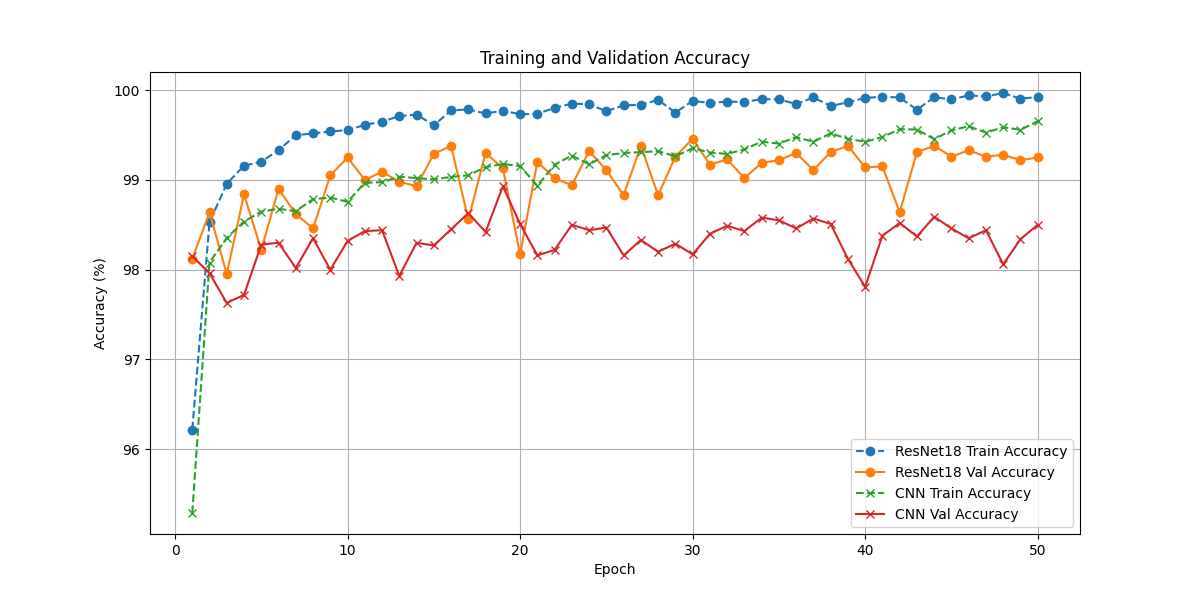 Training and Validation Accuracy
100
99
98
97
96
Accuracy (%)
0 10 20 30 40 50
Epoch
ResNet18 Train Accuracy
ResNet18 Val Accuracy
CNN Train Accuracy
CNN Val Accuracy